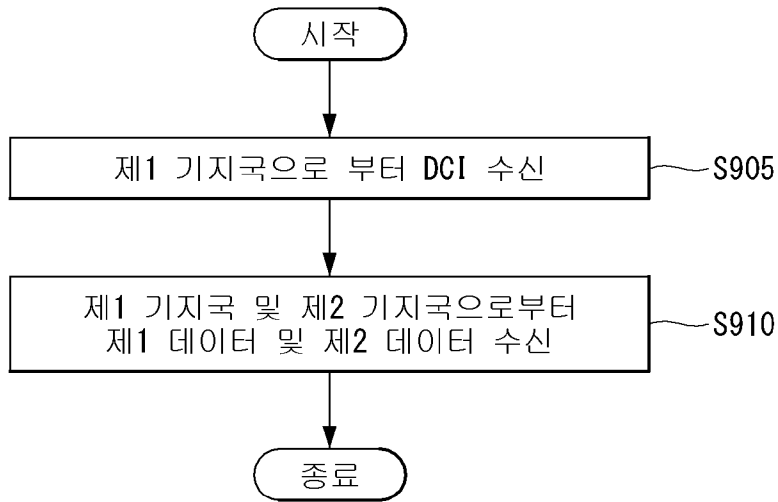 시작
제1 기지국으로 부터 DCI 수신
S905
제1 기지국 및 제2 기지국으로부터
제1 데이터 및 제2 데이터 수신
S910
종료